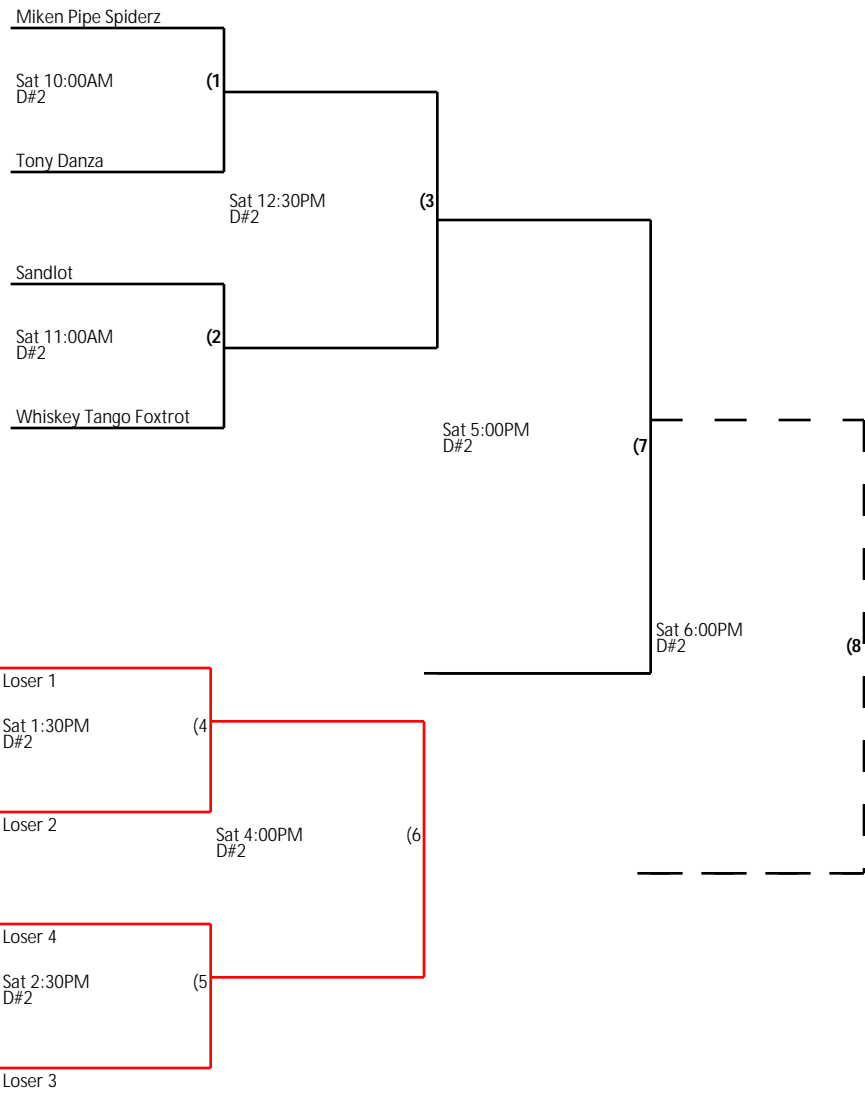 Miken Pipe Spiderz
Sat 10:00AM
D#2
(1
Tony Danza
Sat 12:30PM
D#2
(3
Sandlot
Sat 11:00AM
D#2
(2
Whiskey Tango Foxtrot
Sat 5:00PM
D#2
(7
Sat 6:00PM
D#2
(8
Loser 1
Sat 1:30PM
D#2
(4
Loser 2
Sat 4:00PM
D#2
(6
Loser 4
Sat 2:30PM
D#2
(5
Loser 3